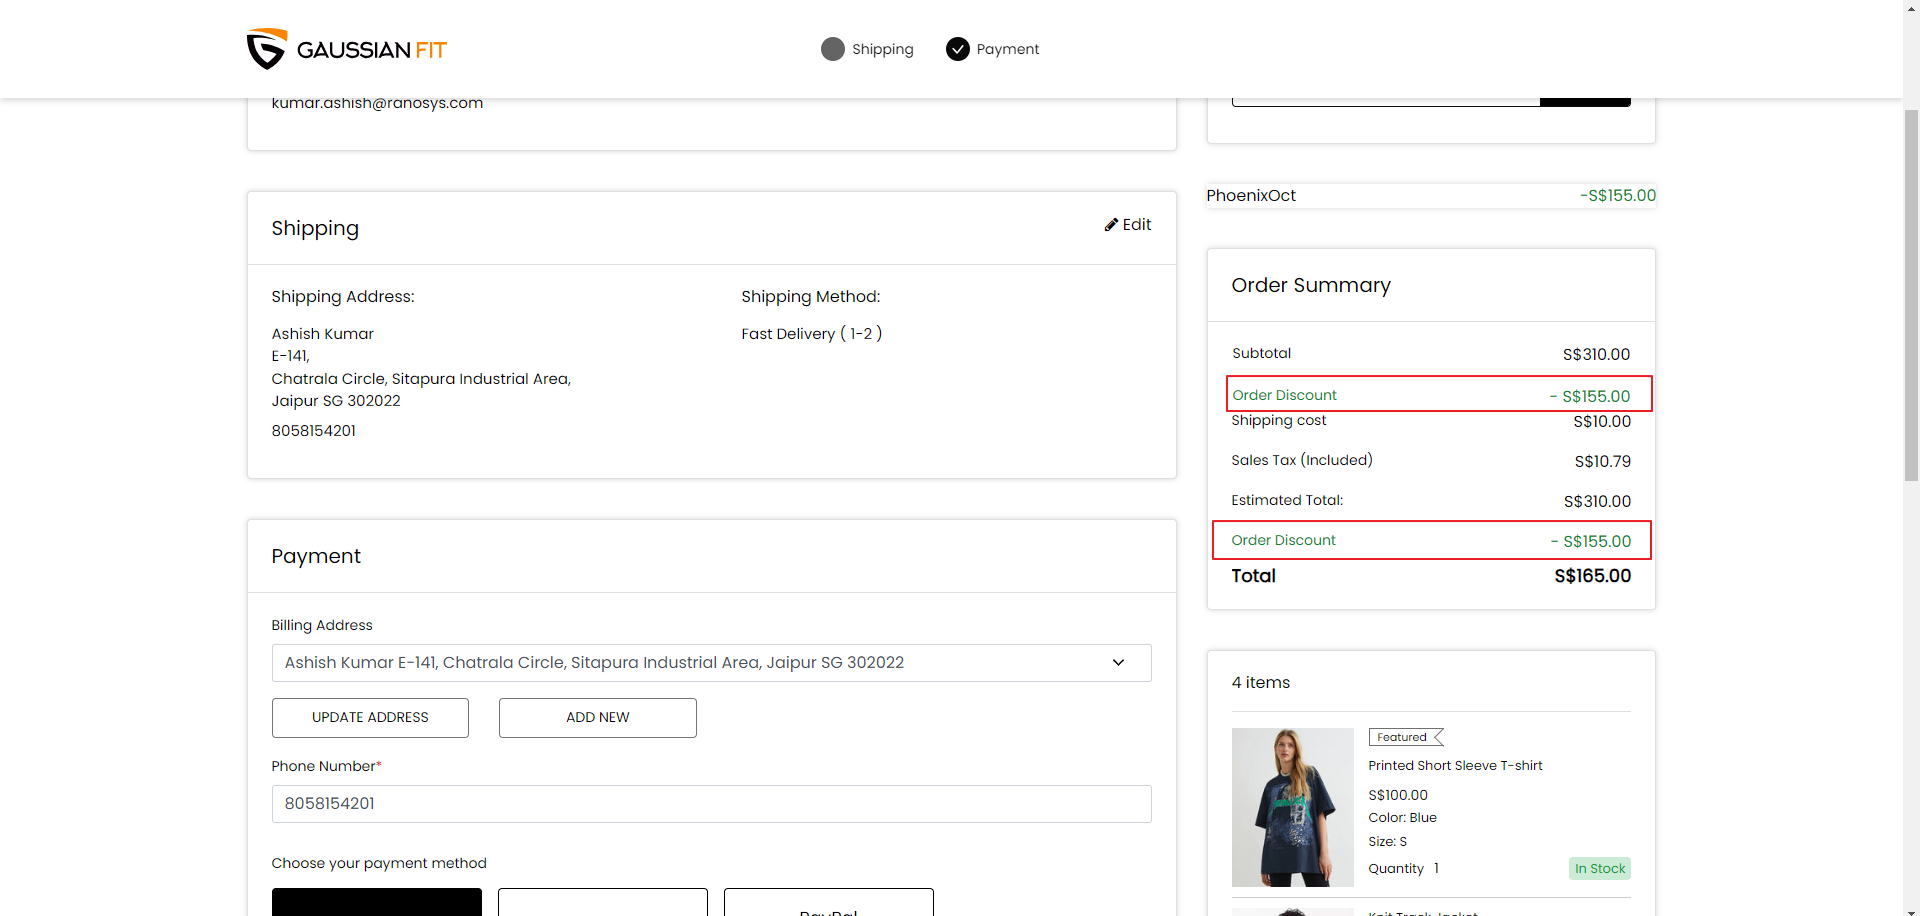 GAUSSIAN FIT
Shipping
Payment
kumar.ashish@ranosys.com
Shipping
Edit
Shipping Address:
Ashish Kumar
E-141,
Chatrala Circle, Sitapura Industrial Area,
Jaipur SG 302022
8058154201
Shipping Method:
Fast Delivery ( 1-2 )
Payment
Billing Address
Ashish Kumar E-141, Chatrala Circle, Sitapura Industrial Area, Jaipur SG 302022
UPDATE ADDRESS
ADD NEW
Phone Number*
8058154201
Choose your payment method
PayPal
PhoenixOct -S$155.00
Order Summary
Subtotal S$310.00
Order Discount - S$155.00
Shipping cost S$10.00
Sales Tax (Included) S$10.79
Estimated Total: S$310.00
Order Discount - S$155.00
Total S$165.00
4 items
Featured
Printed Short Sleeve T-shirt
S$100.00
Color: Blue
Size: S
Quantity 1
In Stock
Knit Track Jacket